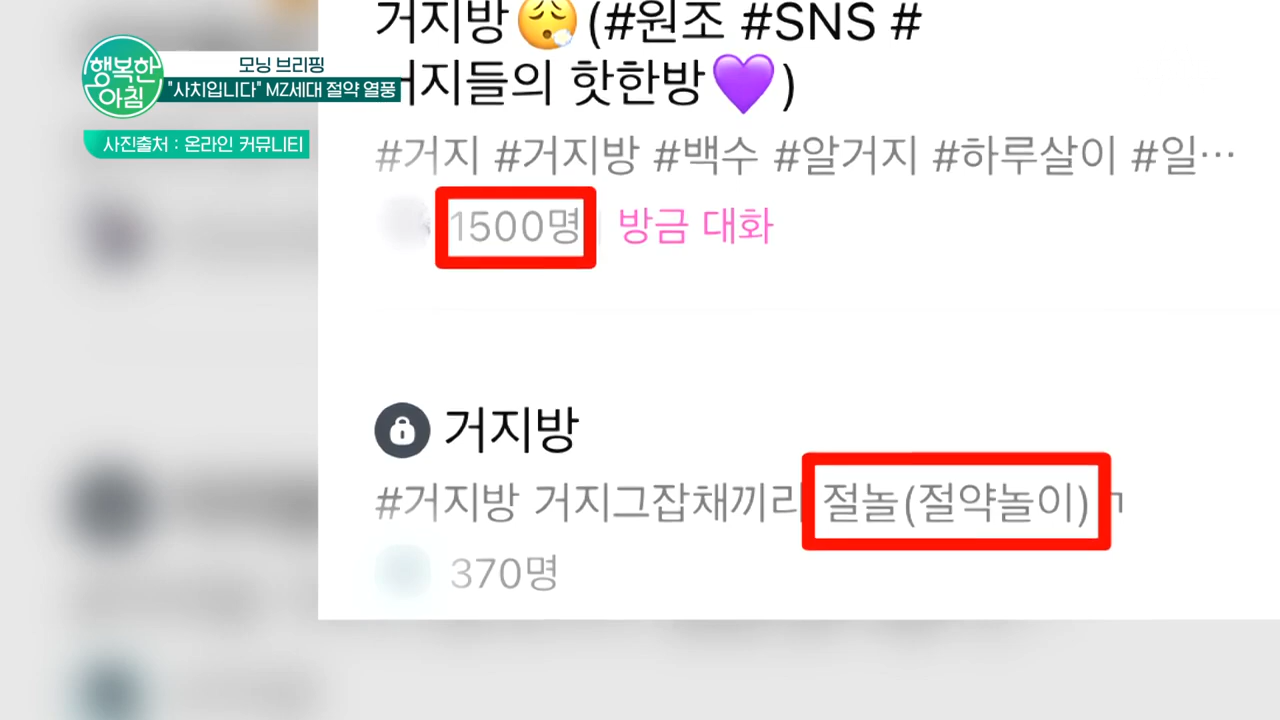 행복한
아침
모닝 브리핑
"사치입니다" MZ세대 절약 열풍
사진출처 : 온라인 커뮤니티
거지방😮‍💨(#원조 #SNS #
거지들의 핫한방💜)
#거지 #거지방 #백수 #알거지 #하루살이 #일…
1500명 방금 대화
거지방
#거지방 거지그잡채끼리 절놀(절약놀이)
370명